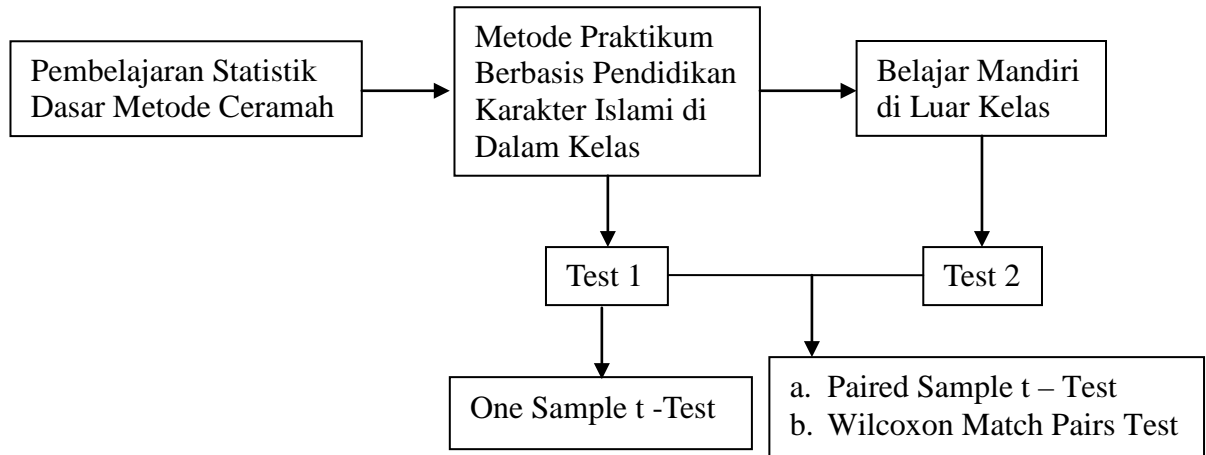 Pembelajaran Statistik
Dasar Metode Ceramah
Metode Praktikum
Berbasis Pendidikan
Karakter Islami di
Dalam Kelas
Belajar Mandiri
di Luar Kelas
Test 1
Test 2
One Sample t -Test
a. Paired Sample t – Test
b. Wilcoxon Match Pairs Test